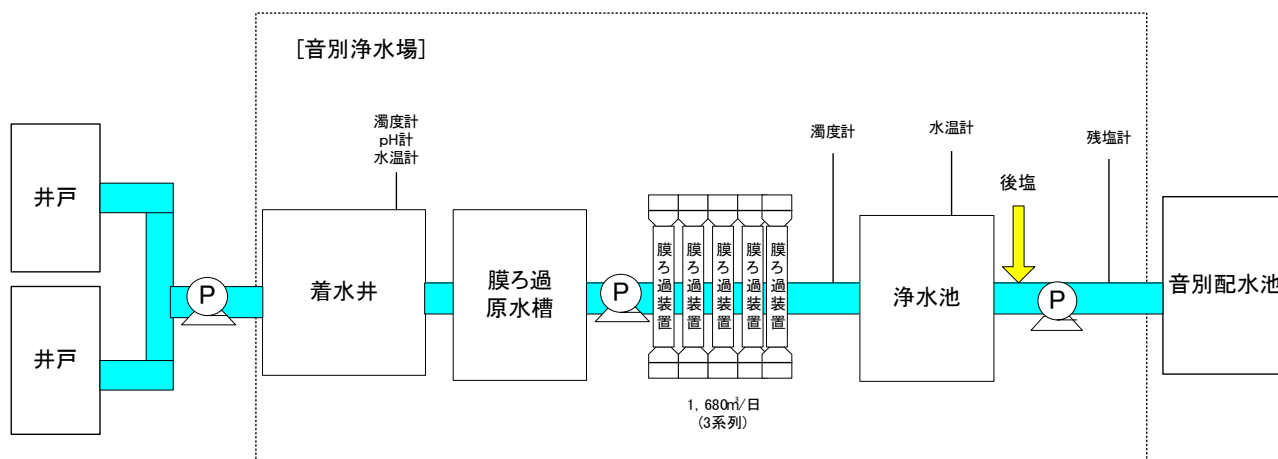 [音別浄水場]
井戸
井戸
P
濁度計
pH計
水温計
着水井
膜ろ過
原水槽
P
膜ろ過装置
膜ろ過装置
膜ろ過装置
膜ろ過装置
膜ろ過装置
1,680㎥/日
(3系列)
濁度計
水温計
浄水池
後塩
P
残塩計
音別配水池